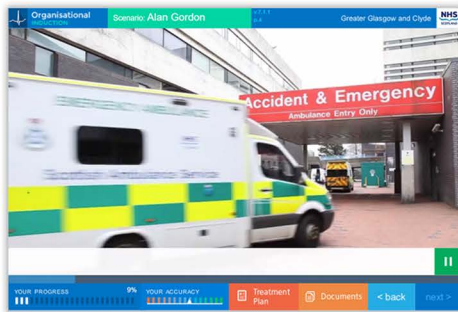 Organisational
INDUCTION
Scenario: Alan Gordon
Greater Glasgow and Clyde
NHS
SCOTLAND
Accident & Emergency
Ambulance Entry Only
EMERGENCY AMBULANCE
Scottish Ambulance Service
YOUR PROGRESS
9%
YOUR ACCURACY
Treatment
Plan
Documents
< back
next >